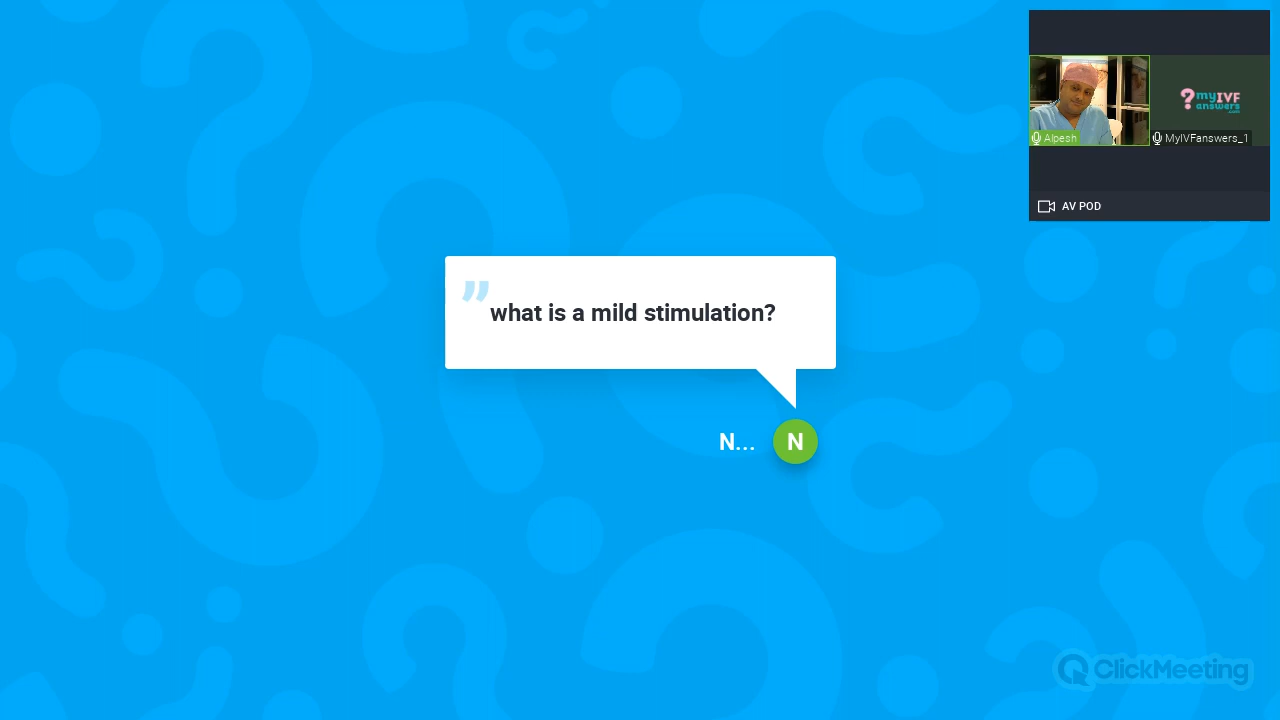 myIVF
answers
Alpesh
MyIVFanswers_1
AV POD
what is a mild stimulation?
N... N
ClickMeeting